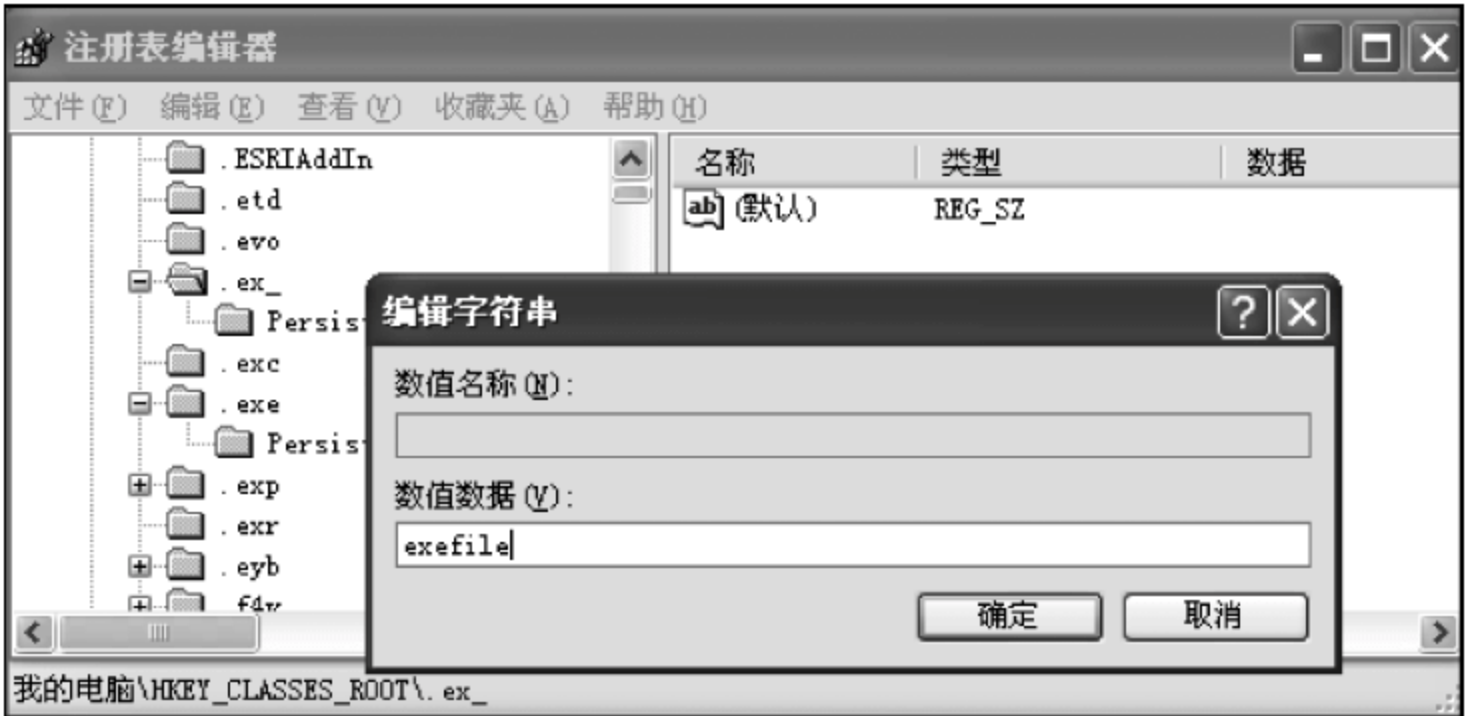 注册表编辑器
文件(F) 编辑(E) 查看(V) 收藏夹(A) 帮助(H)
.ESRIAddIn
.etd
.evo
.ex_
Persis
.exc
.exe
Persis
.exp
.exr
.eyb
.f4v
名称 类型 数据
ab (默认) REG_SZ
编辑字符串
数值名称(N):
数值数据(V):
exefile
确定 取消
我的电脑\HKEY_CLASSES_ROOT\.ex_